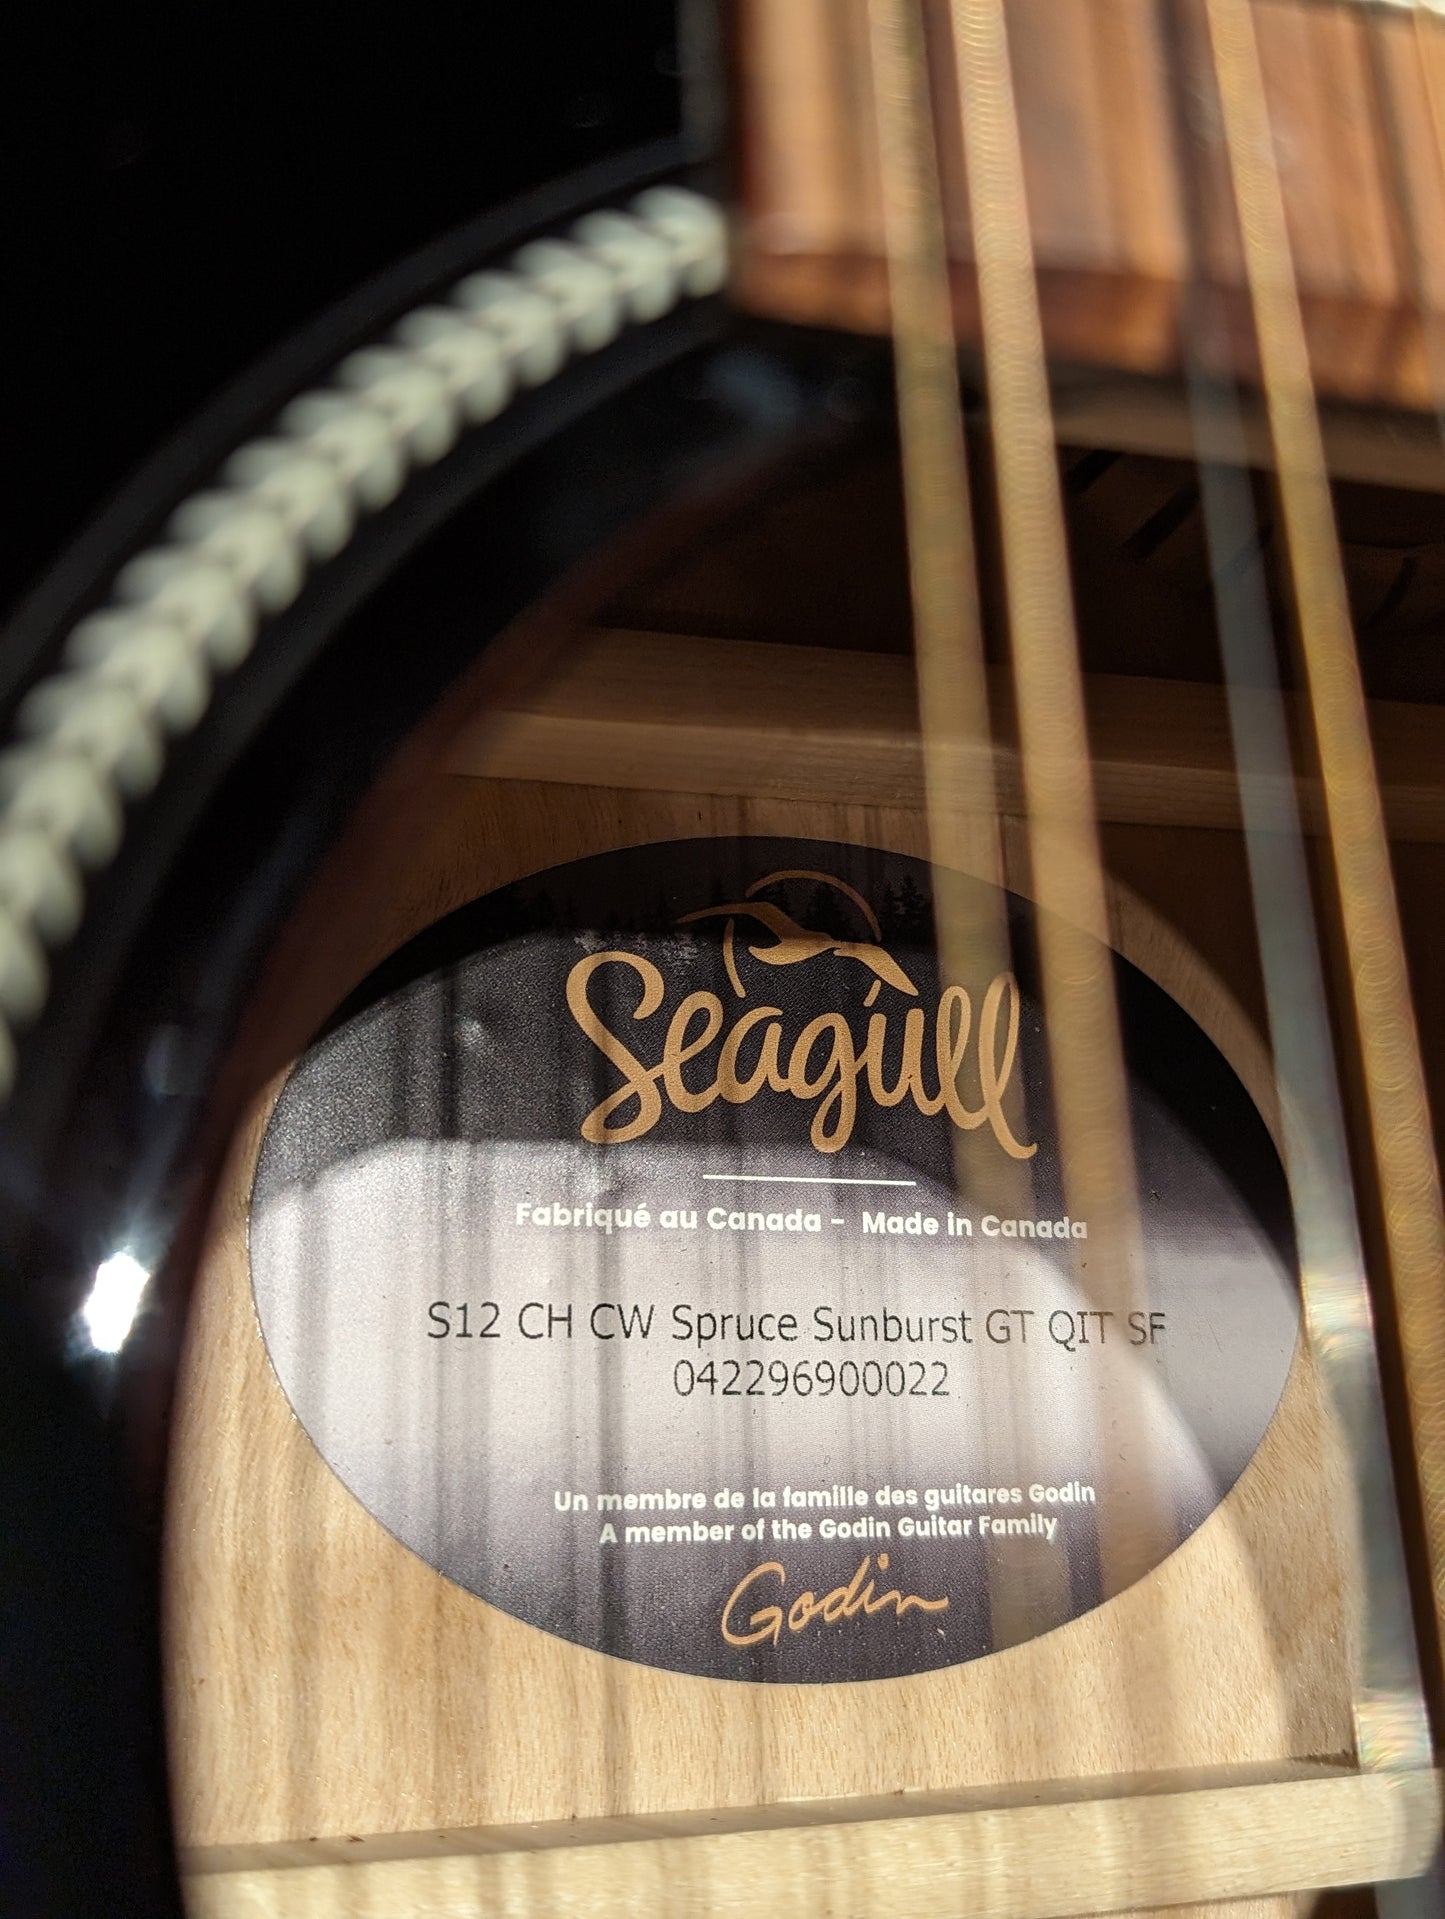 Seagull
Fabriqué au Canada - Made in Canada
S12 CH CW Spruce Sunburst GT QIT SF
042296900022
Un membre de la famille des guitares Godin
A member of the Godin Guitar Family
Godin